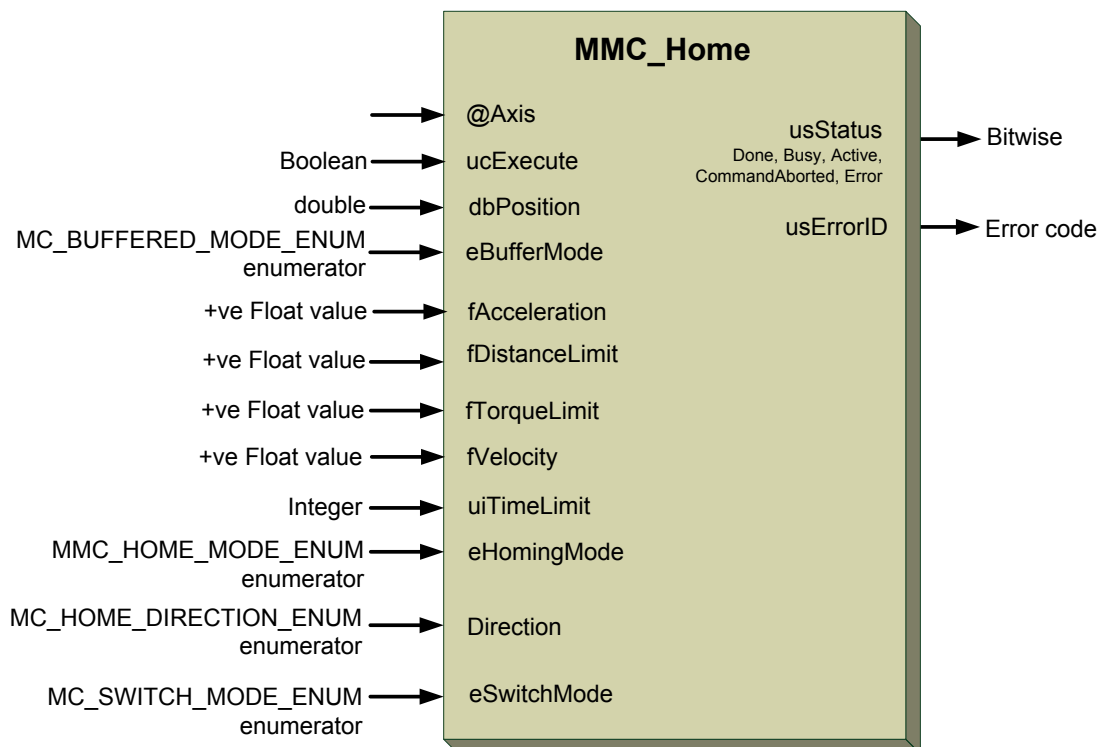 MMC_Home
@Axis
Boolean
ucExecute
double
dbPosition
MC_BUFFERED_MODE_ENUM
enumerator
eBufferMode
+ve Float value
fAcceleration
+ve Float value
fDistanceLimit
+ve Float value
fTorqueLimit
+ve Float value
fVelocity
Integer
uiTimeLimit
MMC_HOME_MODE_ENUM
enumerator
eHomingMode
MC_HOME_DIRECTION_ENUM
enumerator
Direction
MC_SWITCH_MODE_ENUM
enumerator
eSwitchMode
usStatus
Done, Busy, Active,
CommandAborted, Error
Bitwise
usErrorID
Error code